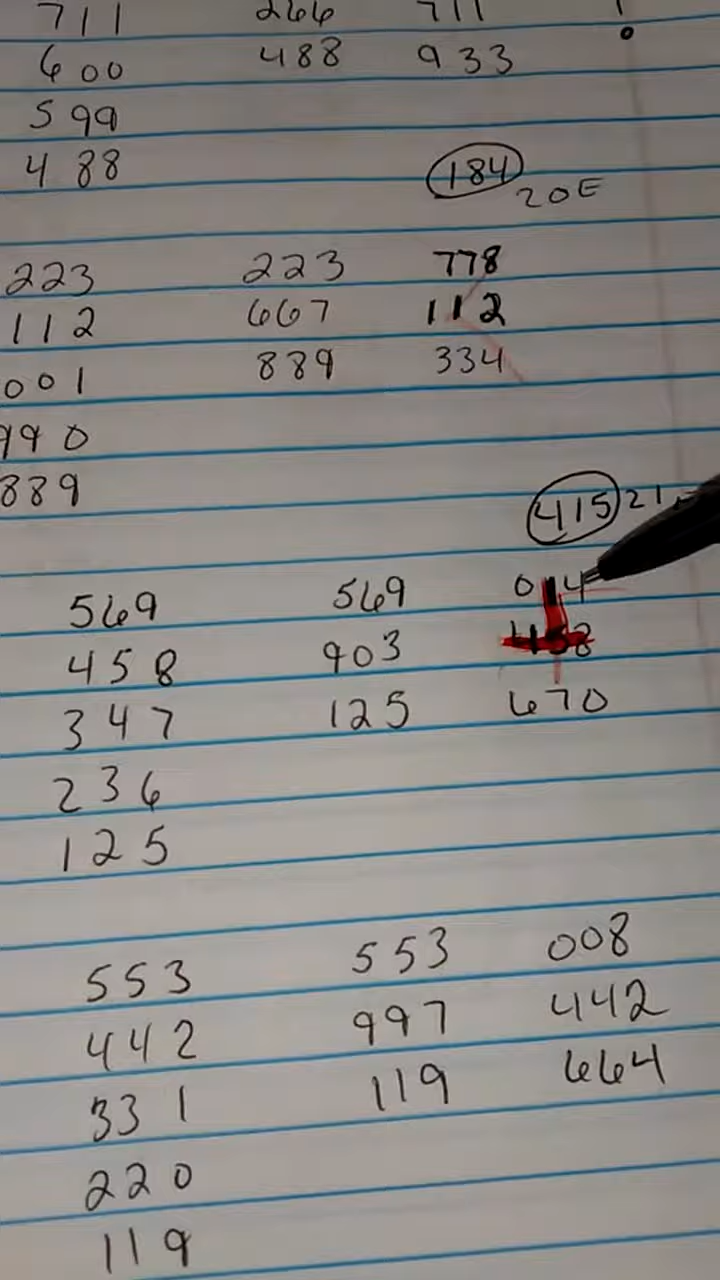 711 266 711 !
600 488 933
599
488 184 20E
223 223 778
112 667 112
001 889 334
990
889
415 21
569 569 014
458 903 458
347 125 670
236
125
553 553 008
442 997 442
331 119 664
220
119